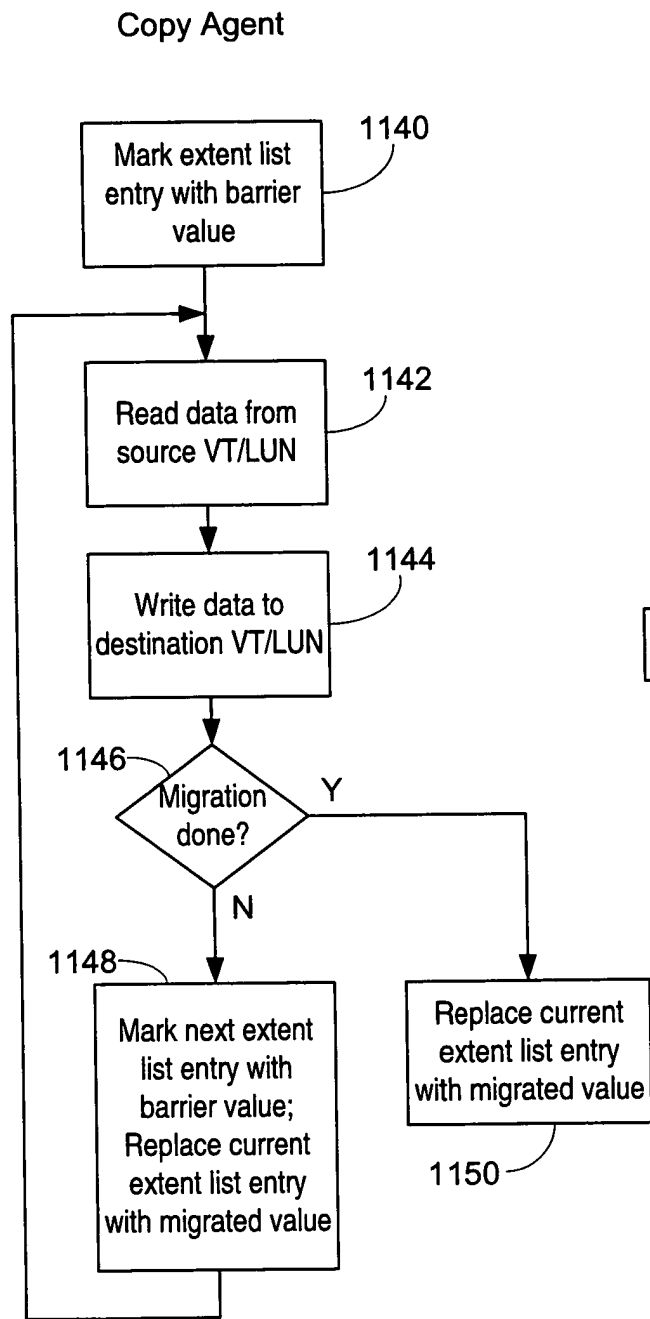 Copy Agent
1140
Mark extent list
entry with barrier
value
1142
Read data from
source VT/LUN
1144
Write data to
destination VT/LUN
1146
Migration
done?
Y
N
1148
Mark next extent
list entry with
barrier value;
Replace current
extent list entry
with migrated value
Replace current
extent list entry
with migrated value
1150